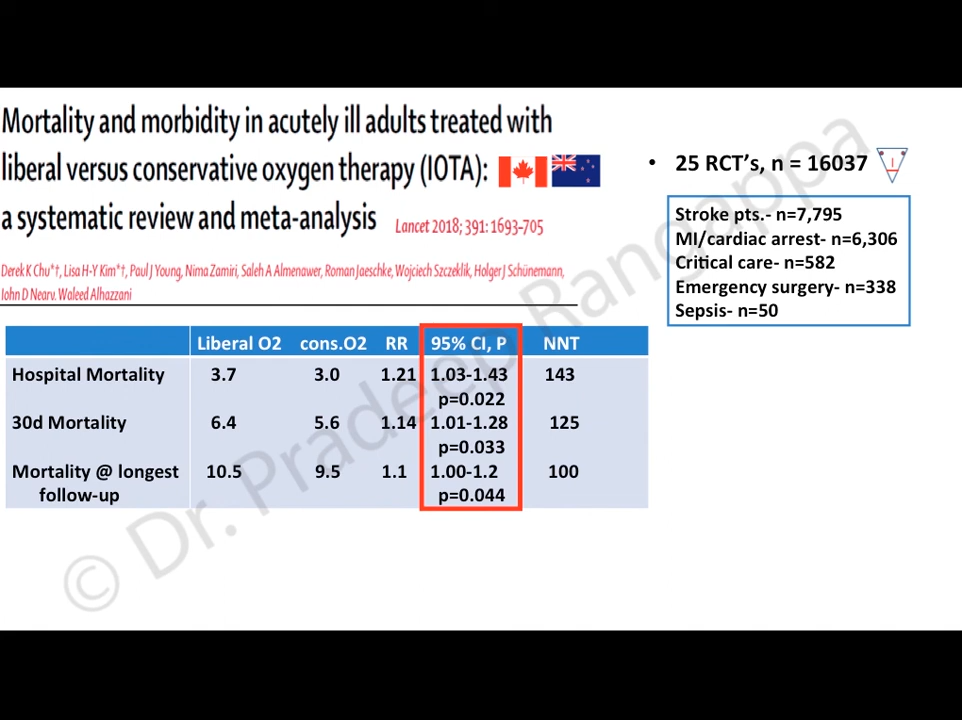 Mortality and morbidity in acutely ill adults treated with
liberal versus conservative oxygen therapy (IOTA):
a systematic review and meta-analysis Lancet 2018; 391: 1693-705
Derek K Chu*†, Lisa H-Y Kim*†, Paul J Young, Nima Zamiri, Saleh A Almenawer, Roman Jaeschke, Wojciech Szczeklik, Holger J Schünemann,
John D Neary, Waleed Alhazzani
• 25 RCT's, n = 16037
Stroke pts.- n=7,795
MI/cardiac arrest- n=6,306
Critical care- n=582
Emergency surgery- n=338
Sepsis- n=50
Liberal O2 cons.O2 RR 95% CI, P NNT
Hospital Mortality 3.7 3.0 1.21 1.03-1.43 143
p=0.022
30d Mortality 6.4 5.6 1.14 1.01-1.28 125
p=0.033
Mortality @ longest 10.5 9.5 1.1 1.00-1.2 100
follow-up p=0.044
© Dr. Pradeep Rangappa